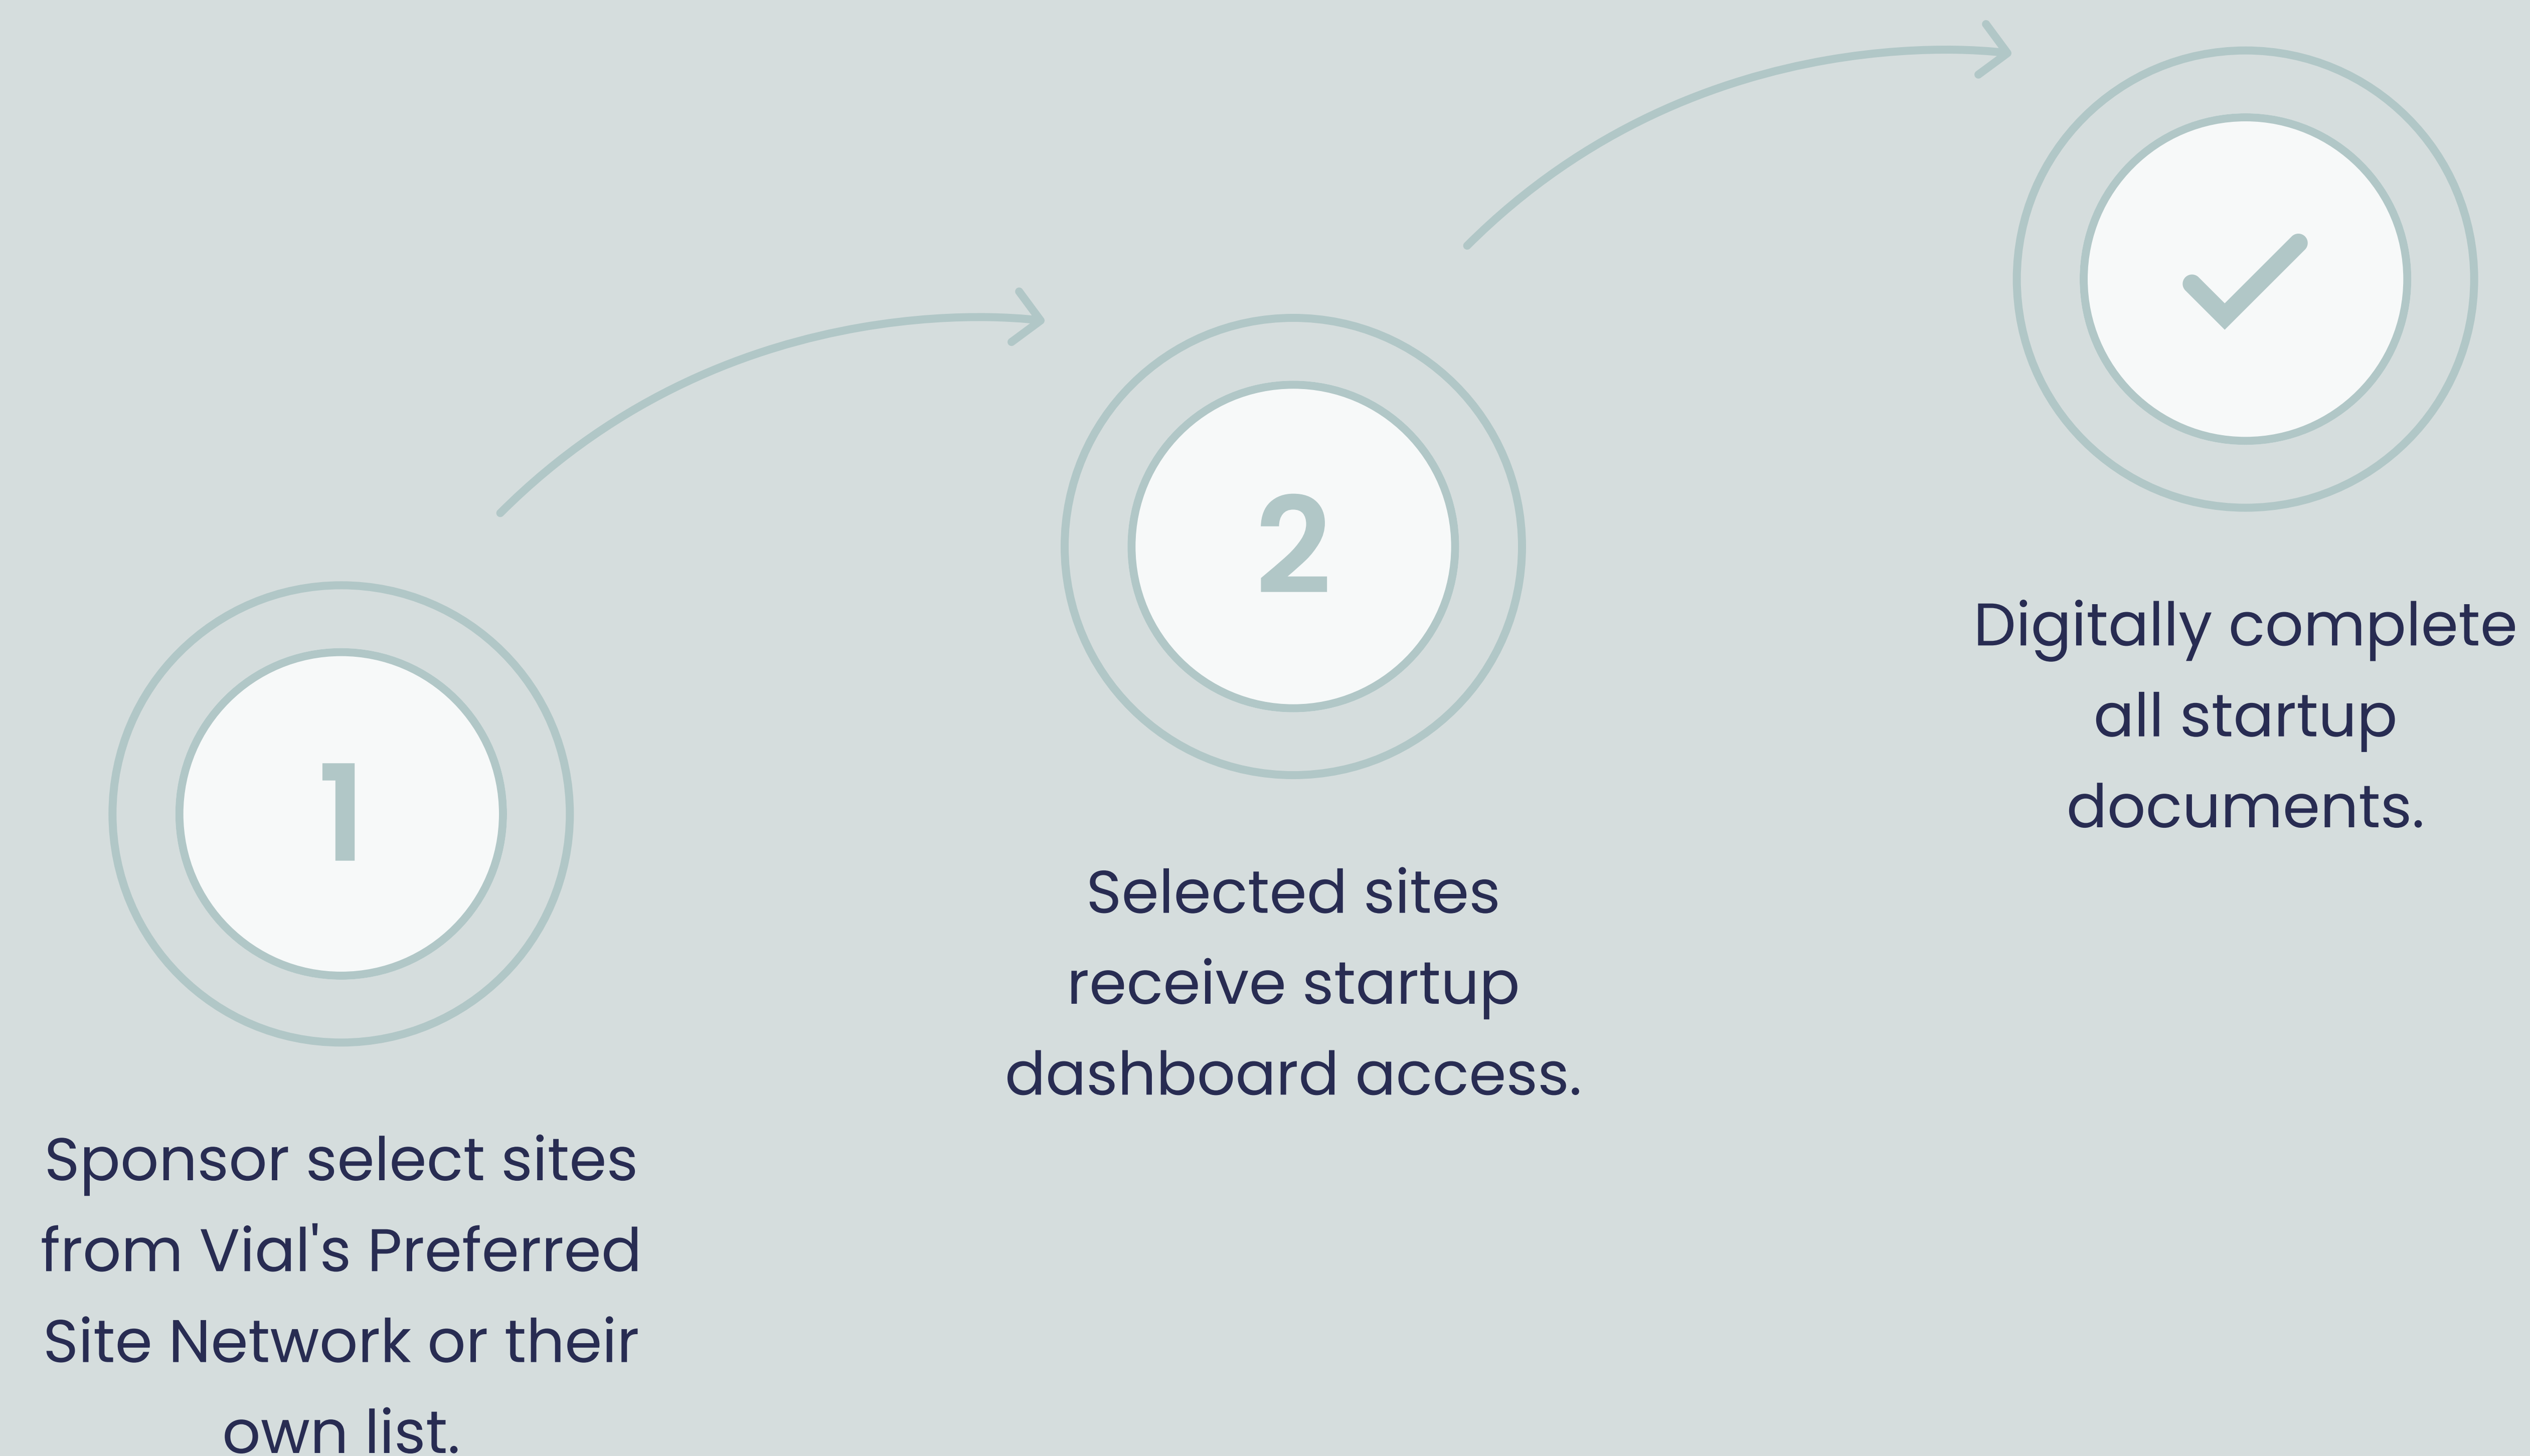 1
Sponsor select sites
from Vial's Preferred
Site Network or their
own list.
2
Selected sites
receive startup
dashboard access.
Digitally complete
all startup
documents.